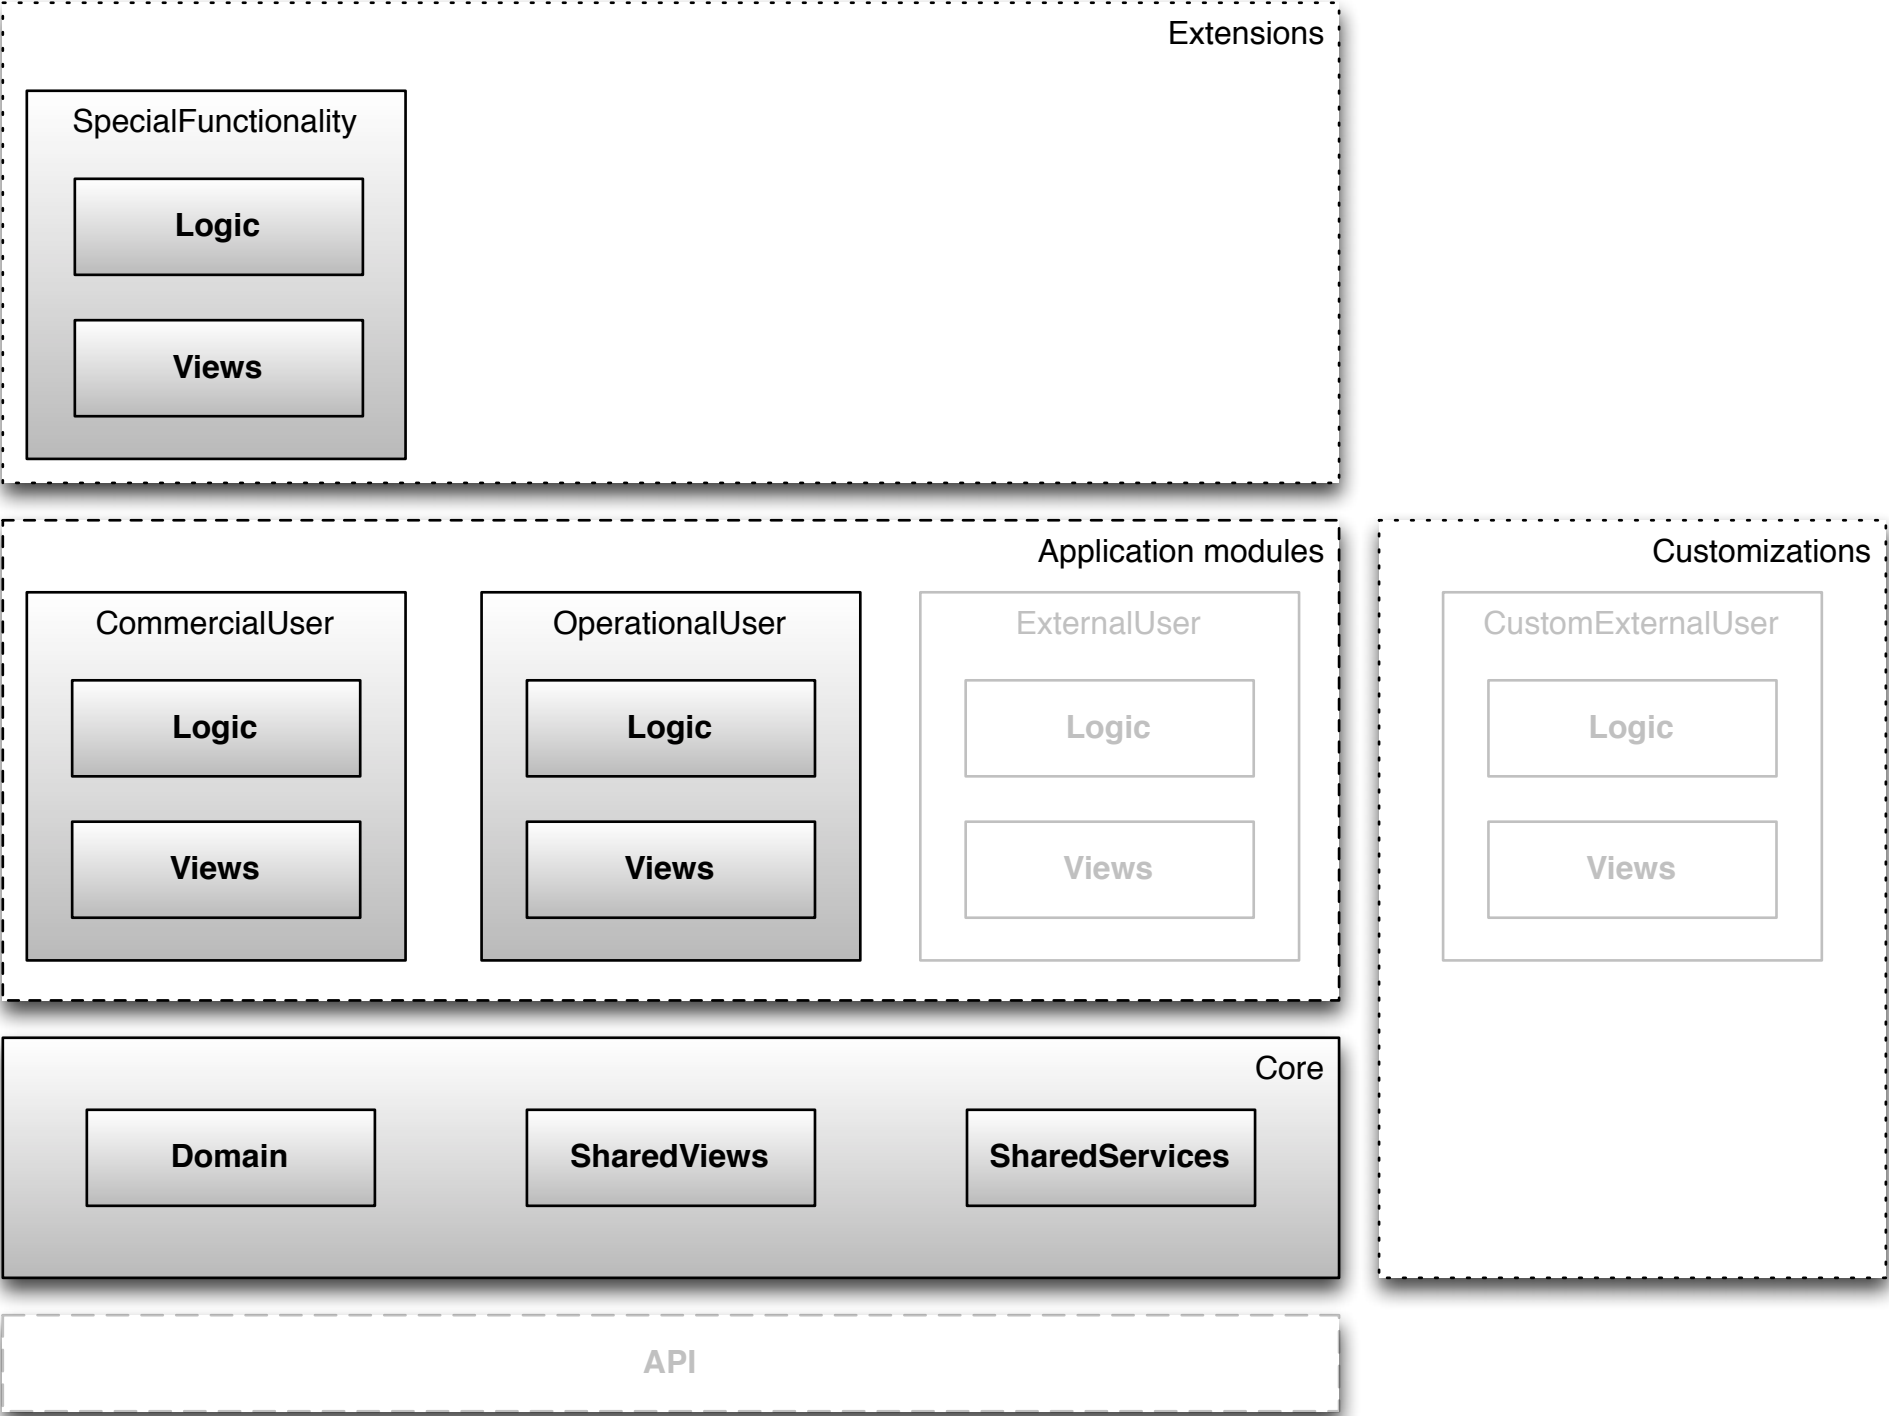 Extensions
SpecialFunctionality
Logic
Views
Application modules
CommercialUser
Logic
Views
OperationalUser
Logic
Views
ExternalUser
Logic
Views
Customizations
CustomExternalUser
Logic
Views
Core
Domain
SharedViews
SharedServices
API